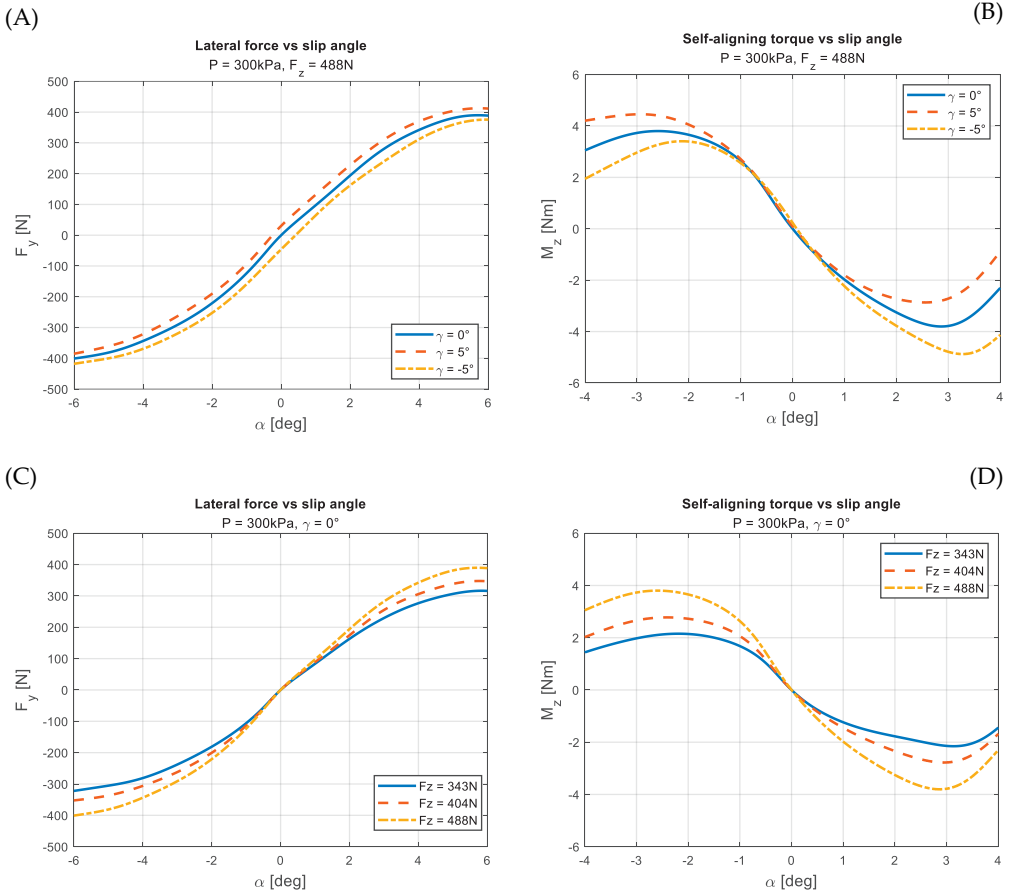 (A)
Lateral force vs slip angle
P = 300kPa, F_z = 488N
500
400
300
200
100
0
-100
-200
-300
-400
-500
F_y [N]
γ = 0°
γ = 5°
γ = -5°
-6 -4 -2 0 2 4 6
α [deg]
(B)
Self-aligning torque vs slip angle
P = 300kPa, F_z = 488N
6
4
2
0
-2
-4
-6
M_z [Nm]
γ = 0°
γ = 5°
γ = -5°
-4 -3 -2 -1 0 1 2 3 4
α [deg]
(C)
Lateral force vs slip angle
P = 300kPa, γ = 0°
500
400
300
200
100
0
-100
-200
-300
-400
-500
F_y [N]
Fz = 343N
Fz = 404N
Fz = 488N
-6 -4 -2 0 2 4 6
α [deg]
(D)
Self-aligning torque vs slip angle
P = 300kPa, γ = 0°
6
4
2
0
-2
-4
-6
M_z [Nm]
Fz = 343N
Fz = 404N
Fz = 488N
-4 -3 -2 -1 0 1 2 3 4
α [deg]